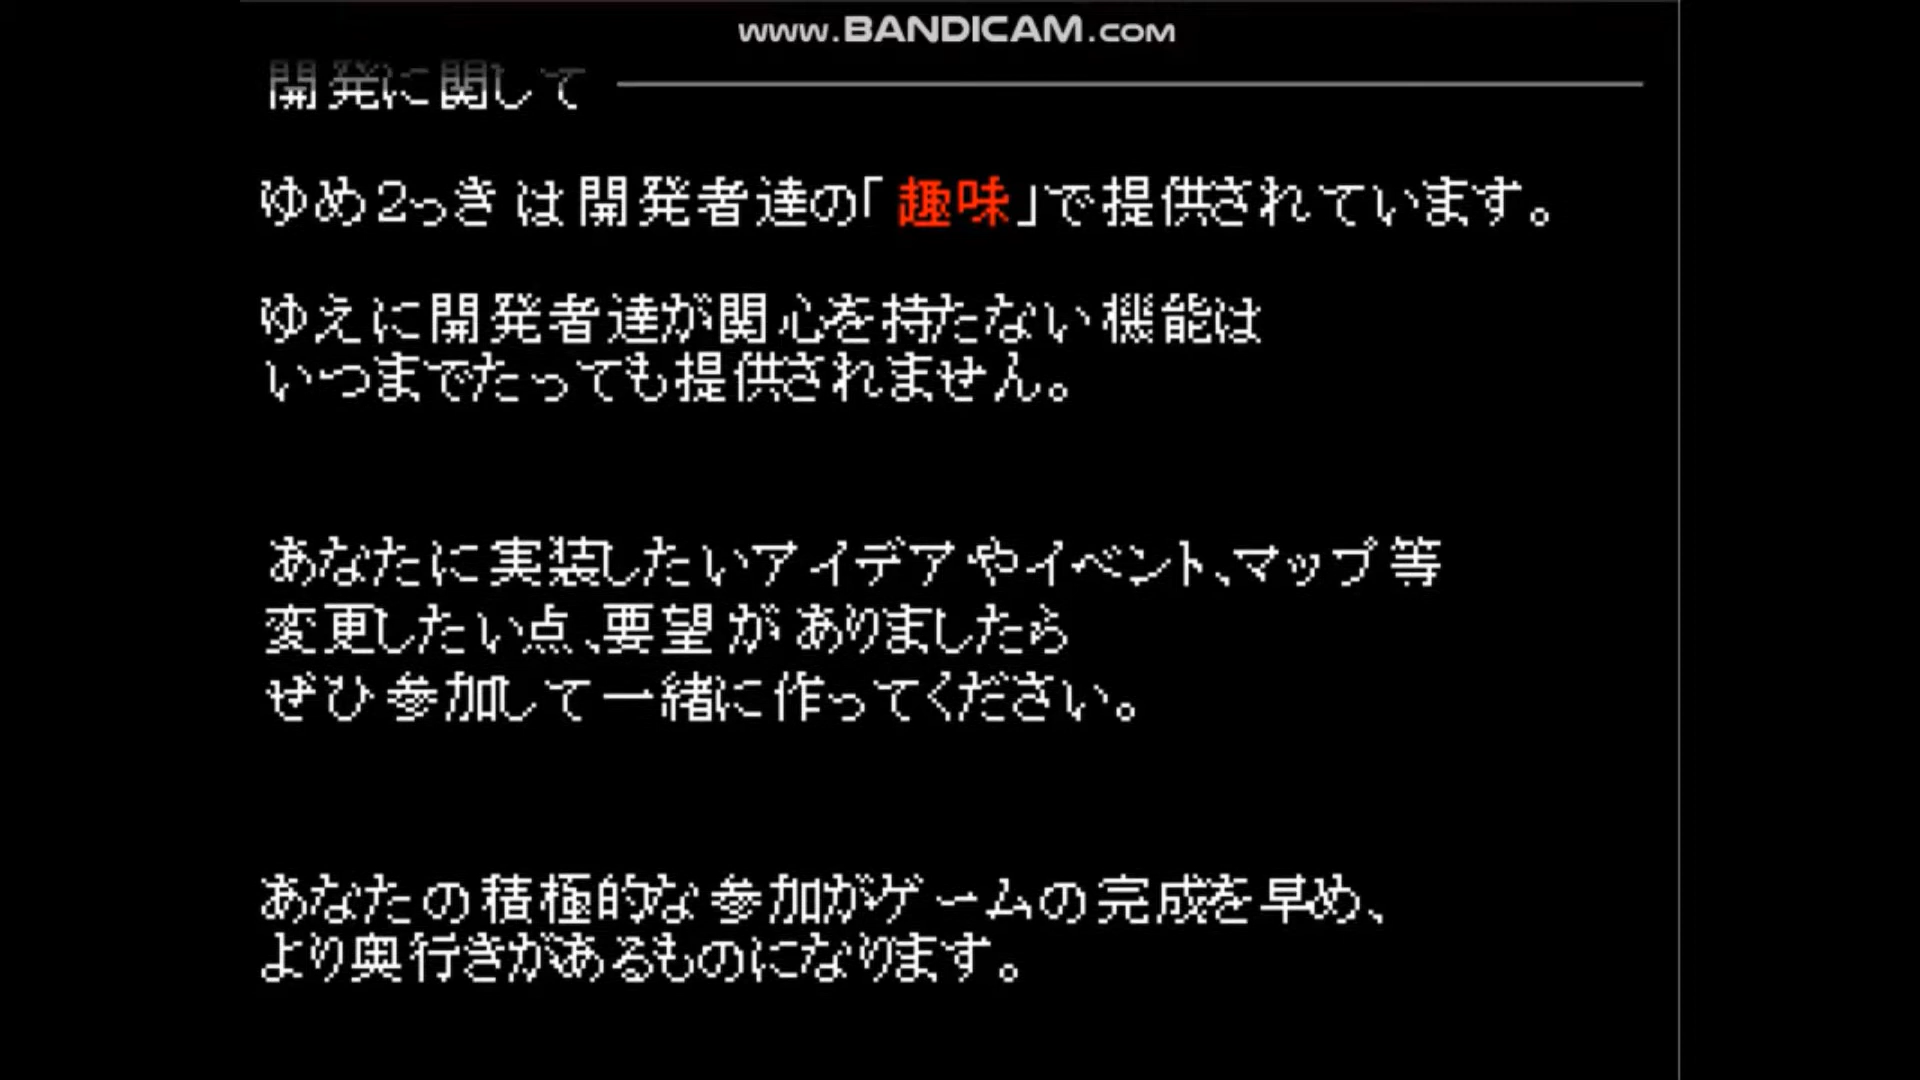 www.BANDICAM.com
開発に関して
ゆめ2っきは開発者達の「趣味」で提供されています。
ゆえに開発者達が関心を持たない機能は
いつまでたっても提供されません。
あなたに実装したいアイデアやイベント、マップ等
変更したい点、要望がありましたら
ぜひ参加して一緒に作ってください。
あなたの積極的な参加がゲームの完成を早め、
より奥行きがあるものになります。